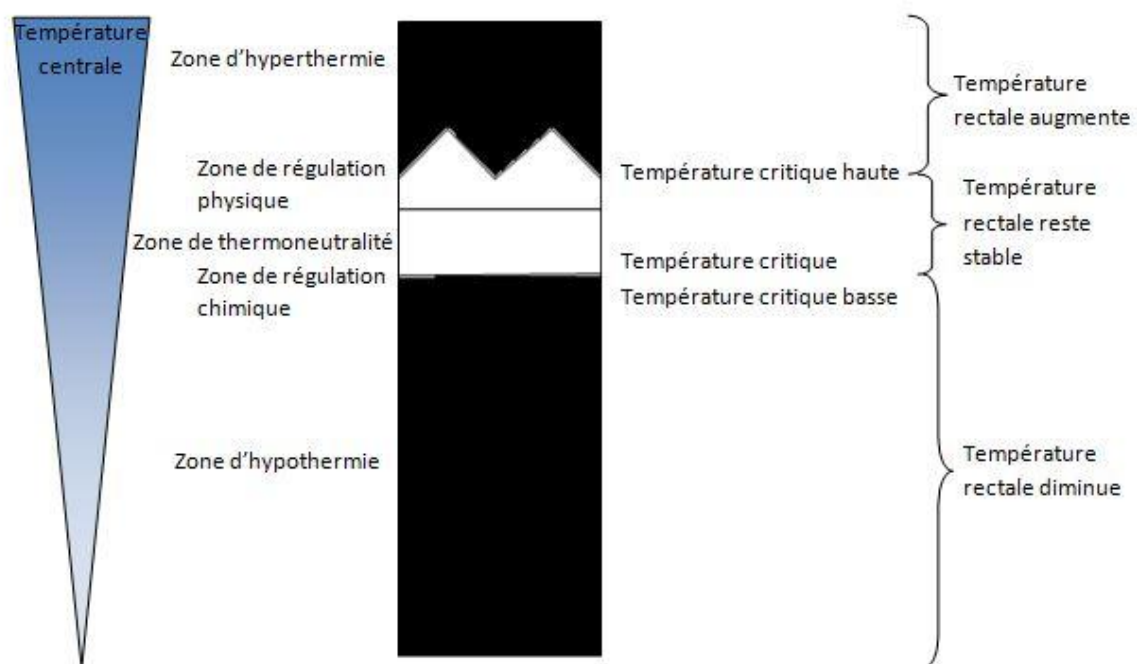 Température
centrale
Zone d’hyperthermie
Zone de régulation
physique
Zone de thermoneutralité
Zone de régulation
chimique
Zone d’hypothermie
Température critique haute
Température critique
Température critique basse
Température
rectale augmente
Température
rectale reste
stable
Température
rectale diminue